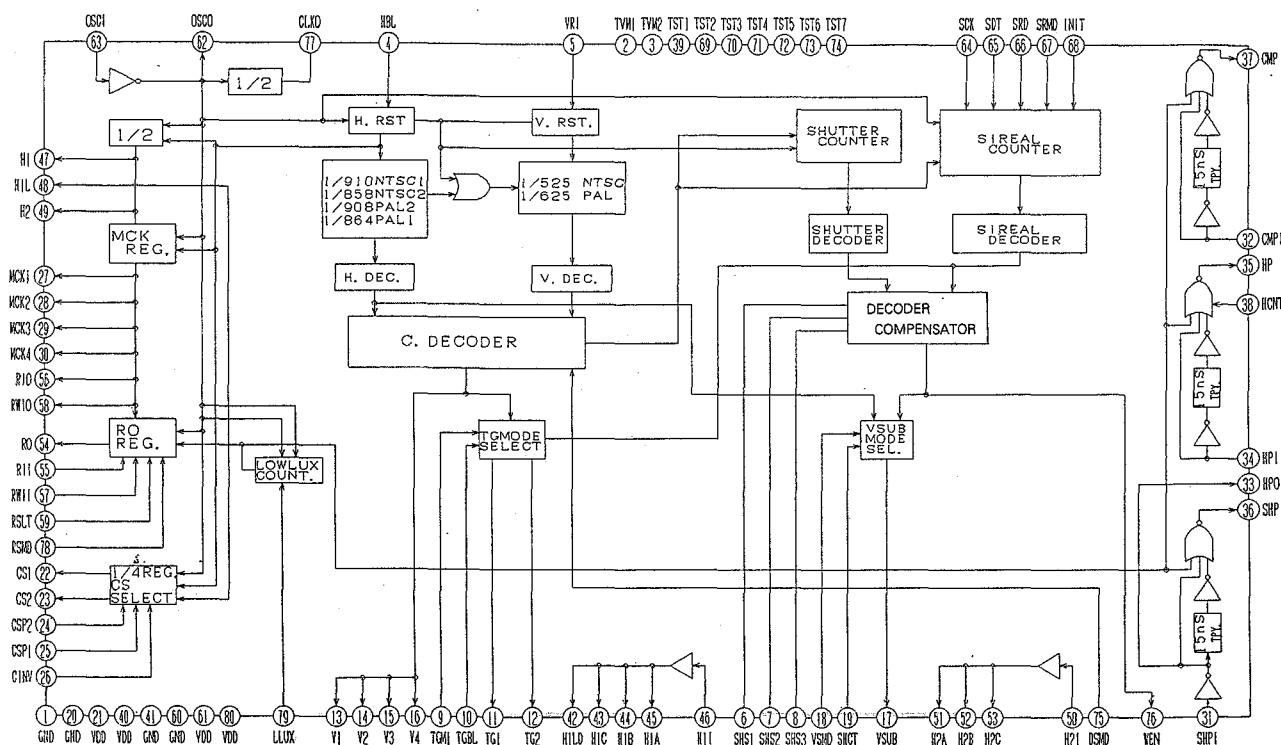 OSCI OSCO CLKO HBL VRI TVM1 TVM2 TST1 TST2 TST3 TST4 TST5 TST6 TST7 SCK SDT SRD SRMD INIT
63 62 77 4 5 2 3 39 69 70 71 72 73 74 64 65 66 67 68
37 CMP
1/2
1/2
H. RST
V. RST.
SHUTTER
COUNTER
SIREAL
COUNTER
15nS
TPY.
H1 47
H1L 48
H2 49
1/910NTSC1
1/858NTSC2
1/908PAL2
1/864PAL1
1/525 NTSC
1/625 PAL
MCK
REG.
SHUTTER
DECODER
SIREAL
DECODER
32 CMPI
35 HP
38 HCNT
MCK1 27
MCK2 28
MCK3 29
MCK4 30
H. DEC.
V. DEC.
DECODER
COMPENSATOR
C. DECODER
15nS
TPY.
RIO 56
RWIO 58
RO 54
RII 55
RWII 57
RSLT 59
RSMD 78
RO
REG.
LOWLUX
COUNT.
TGMODE
SELECT
VSUB
MODE
SEL.
34 HPI
33 HPO
36 SHP
CS1 22
CS2 23
CSP2 24
CSP1 25
CINV 26
1/4REG.
CS
SELECT
15nS
TPY.
1 20 21 40 41 60 61 80 79 13 14 15 16 9 10 11 12 42 43 44 45 46 6 7 8 18 19 17 51 52 53 50 75 76 31
GND GND VDD VDD GND GND VDD VDD LLUX V1 V2 V3 V4 TGM1 TGBL TG1 TG2 H1LD H1C H1B H1A H1I SHS1 SHS2 SHS3 VSMD SHCT VSUB H2A H2B H2C H2I DSMD WEN SHPI